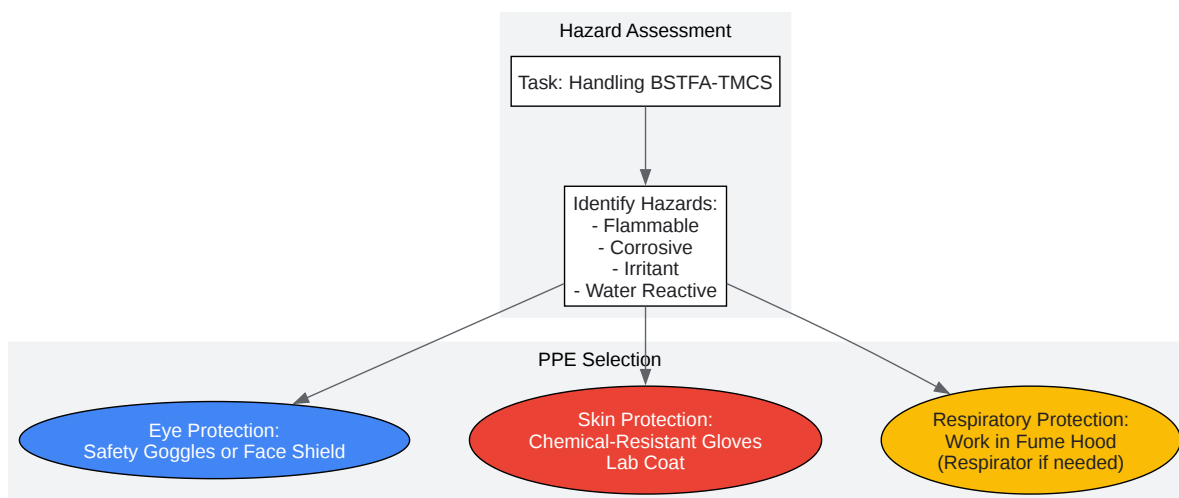 Hazard Assessment
Task: Handling BSTFA-TMCS
Identify Hazards:
- Flammable
- Corrosive
- Irritant
- Water Reactive
PPE Selection
Eye Protection:
Safety Goggles or Face Shield
Skin Protection:
Chemical-Resistant Gloves
Lab Coat
Respiratory Protection:
Work in Fume Hood
(Respirator if needed)